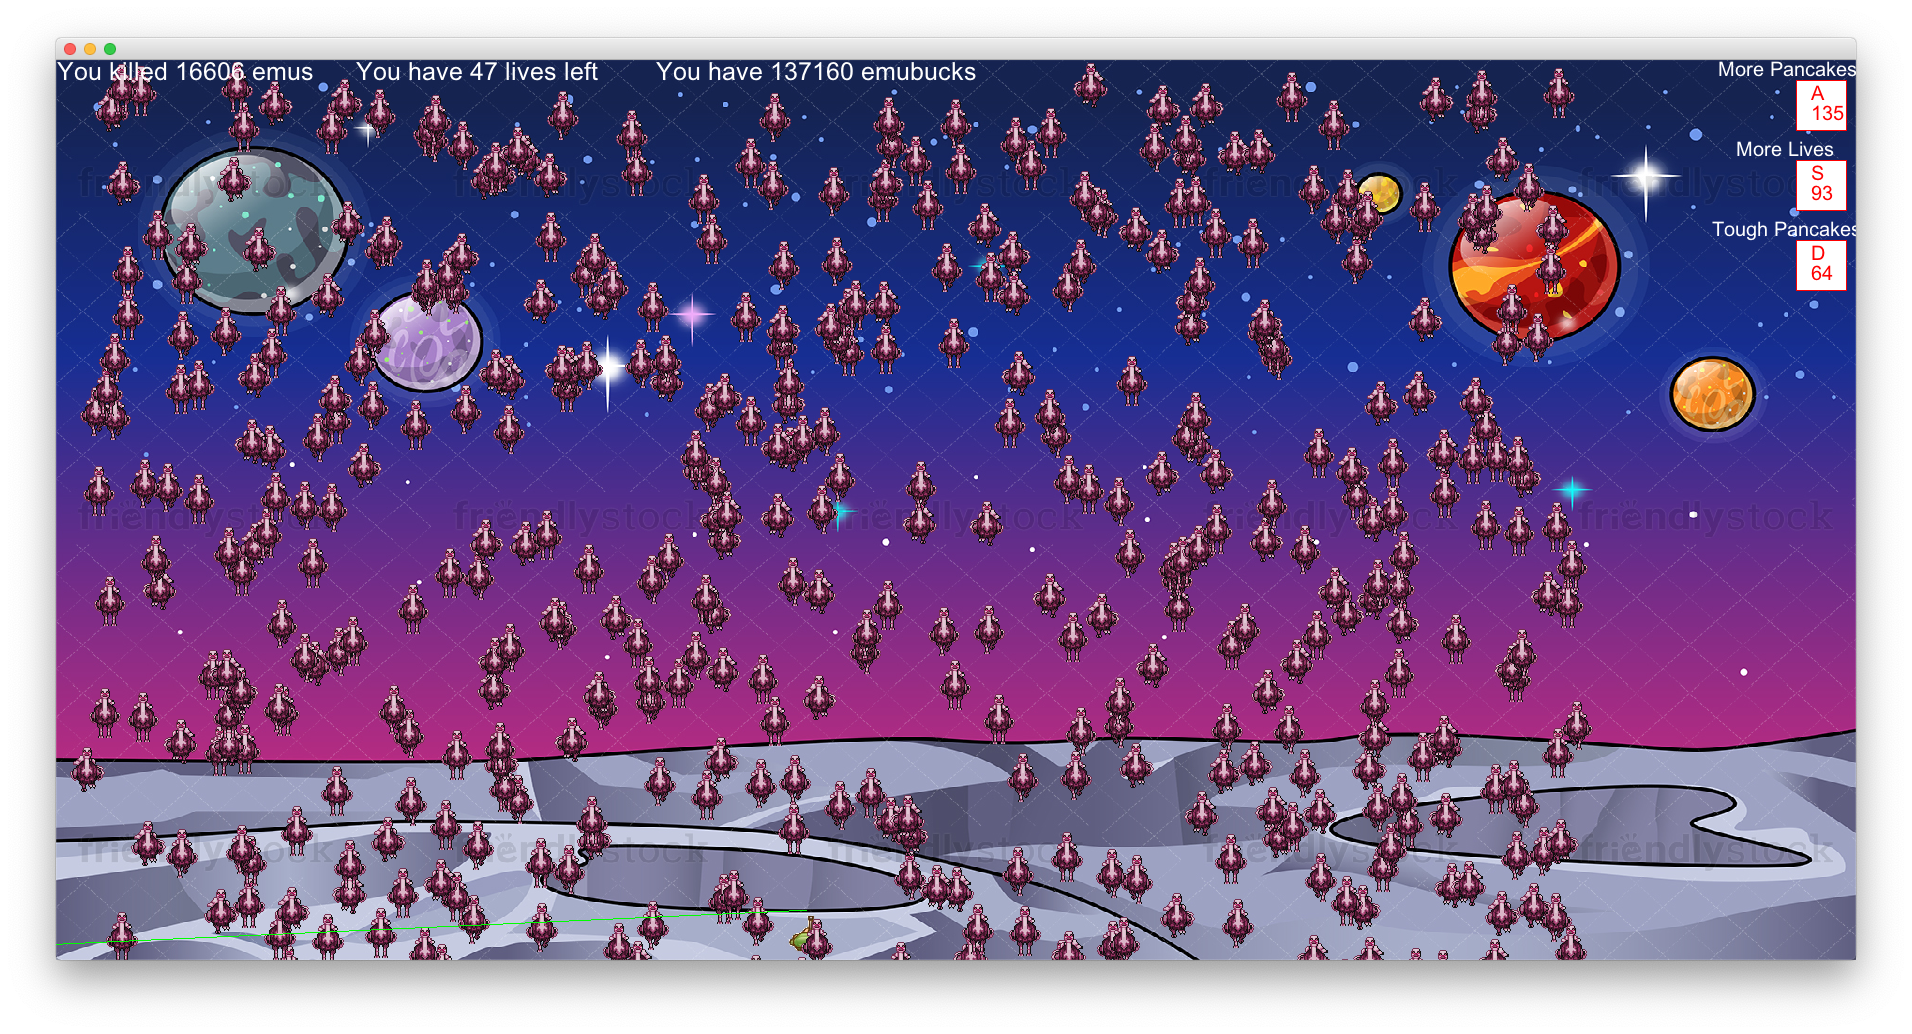 You killed 16606 emus You have 47 lives left You have 137160 emubucks
More Pancakes
A
135
More Lives
S
93
Tough Pancakes
D
64
friendlystock